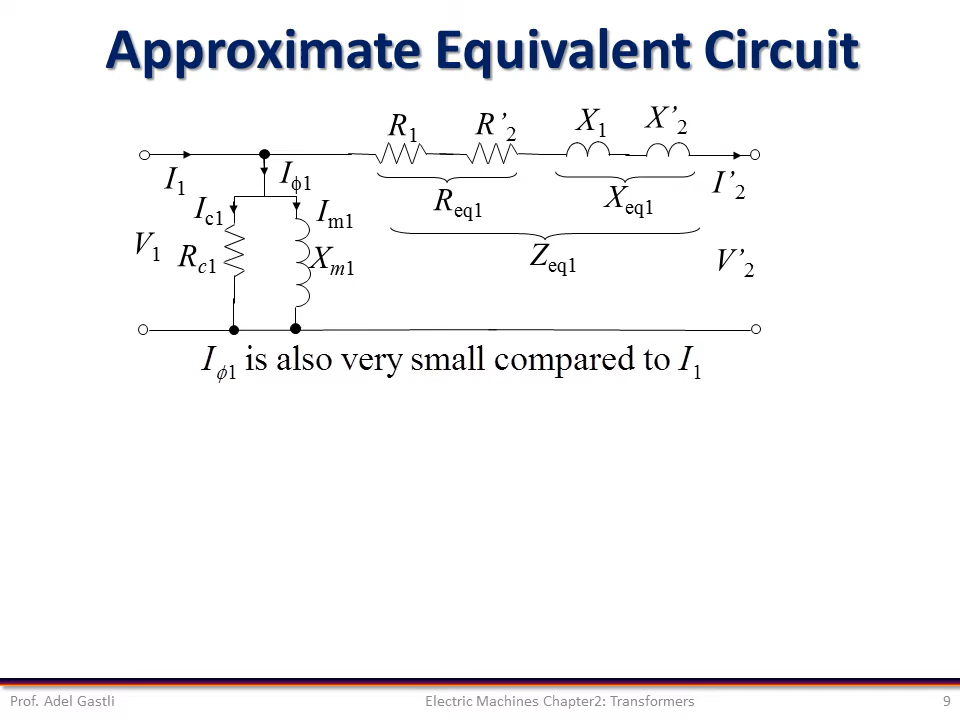 Approximate Equivalent Circuit
R1 R'2 X1 X'2
I1 Iϕ1 Req1 Xeq1 I'2
Ic1 Im1
V1 Rc1 Xm1 Zeq1 V'2
Iϕ1 is also very small compared to I1
Prof. Adel Gastli Electric Machines Chapter2: Transformers 9